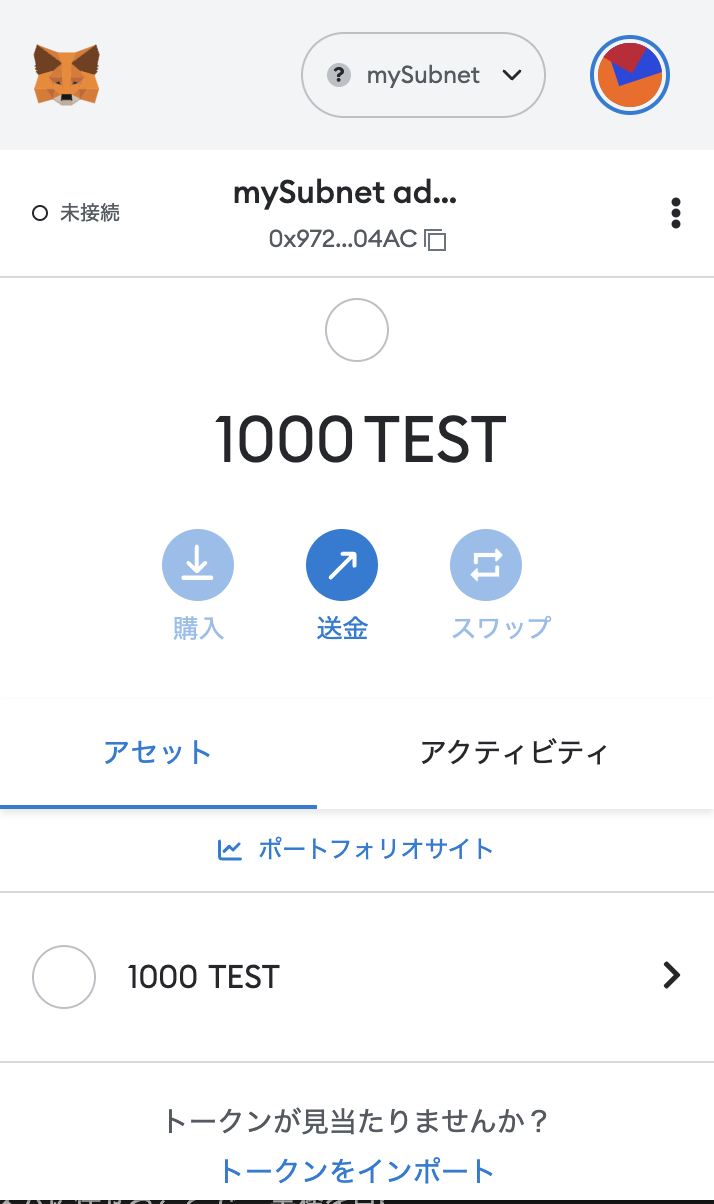 mySubnet
未接続
mySubnet ad...
0x972...04AC
1000 TEST
購入
送金
スワップ
アセット
アクティビティ
ポートフォリオサイト
1000 TEST
トークンが見当たりませんか？
トークンをインポート